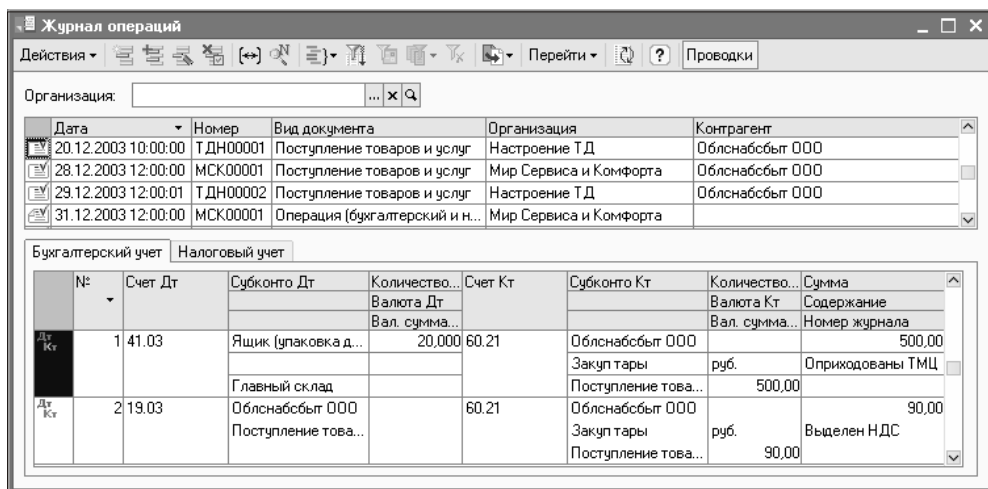 Журнал операций
Действия Перейти ? Проводки
Организация: ... x
Дата Номер Вид документа Организация Контрагент
20.12.2003 10:00:00 ТДН00001 Поступление товаров и услуг Настроение ТД Облснабсбыт ООО
28.12.2003 12:00:00 МСК00001 Поступление товаров и услуг Мир Сервиса и Комфорта Облснабсбыт ООО
29.12.2003 12:00:01 ТДН00002 Поступление товаров и услуг Настроение ТД Облснабсбыт ООО
31.12.2003 12:00:00 МСК00001 Операция (бухгалтерский и н... Мир Сервиса и Комфорта
Бухгалтерский учет Налоговый учет
№ Счет Дт Субконто Дт Количество... Счет Кт Субконто Кт Количество... Сумма
Валюта Дт Валюта Кт Содержание
Вал. сумма... Вал. сумма... Номер журнала
Дт Кт 1 41.03 Ящик (упаковка д... 20,000 60.21 Облснабсбыт ООО 500,00
Закуп тары руб. Оприходованы ТМЦ
Главный склад Поступление това... 500,00
Дт Кт 2 19.03 Облснабсбыт ООО 60.21 Облснабсбыт ООО 90,00
Поступление това... Закуп тары руб. Выделен НДС
Поступление това... 90,00